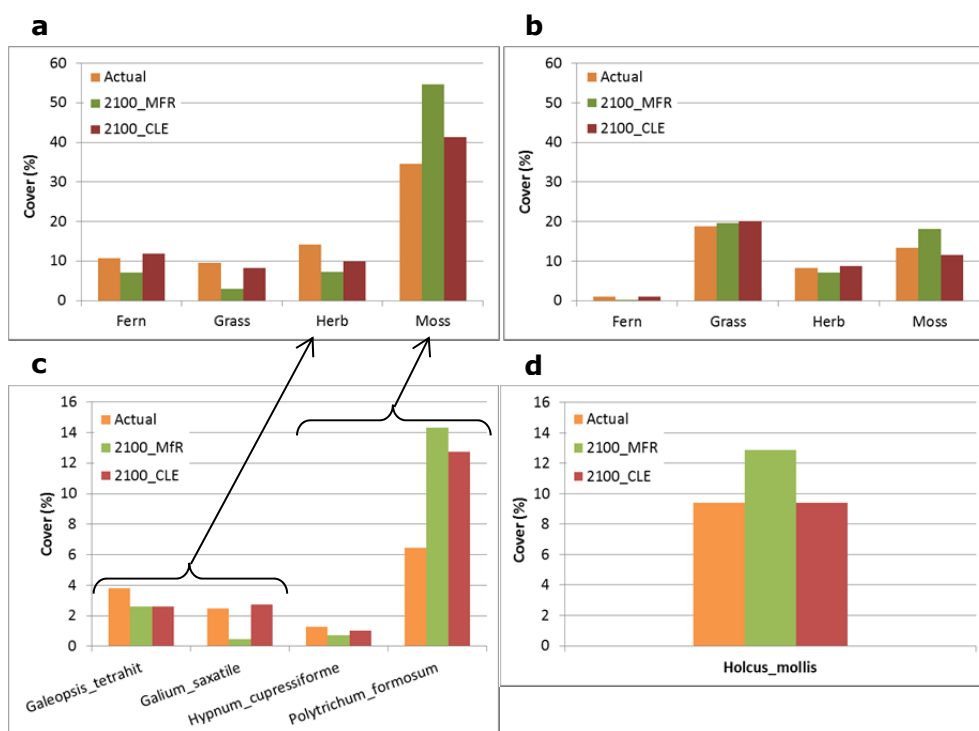 a
60
50
40
30
20
10
0
Cover (%)
Actual
2100_MFR
2100_CLE
Fern Grass Herb Moss
b
60
50
40
30
20
10
0
Cover (%)
Actual
2100_MFR
2100_CLE
Fern Grass Herb Moss
c
16
14
12
10
8
6
4
2
0
Cover (%)
Actual
2100_MfR
2100_CLE
Galeopsis_tetrahit
Galium_saxatile
Hypnum_cupressiforme
Polytrichum_formosum
d
16
14
12
10
8
6
4
2
0
Cover (%)
Actual
2100_MFR
2100_CLE
Holcus_mollis